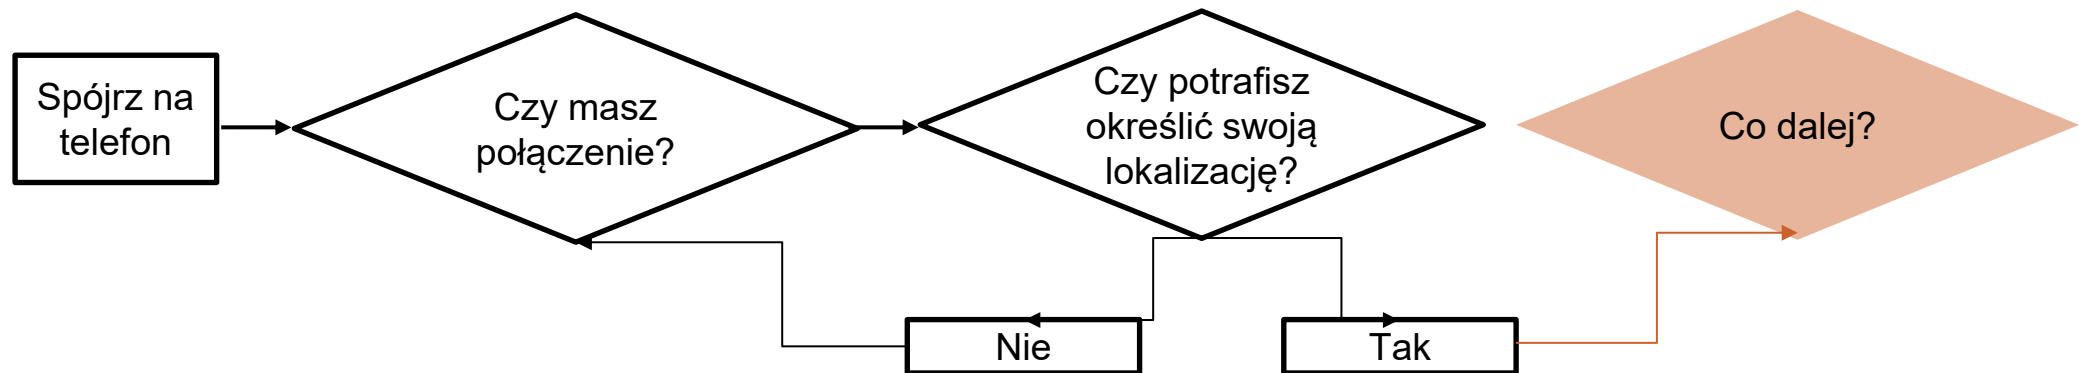 Spójrz na
telefon
Czy masz
połączenie?
Czy potrafisz
określić swoją
lokalizację?
Co dalej?
Nie
Tak